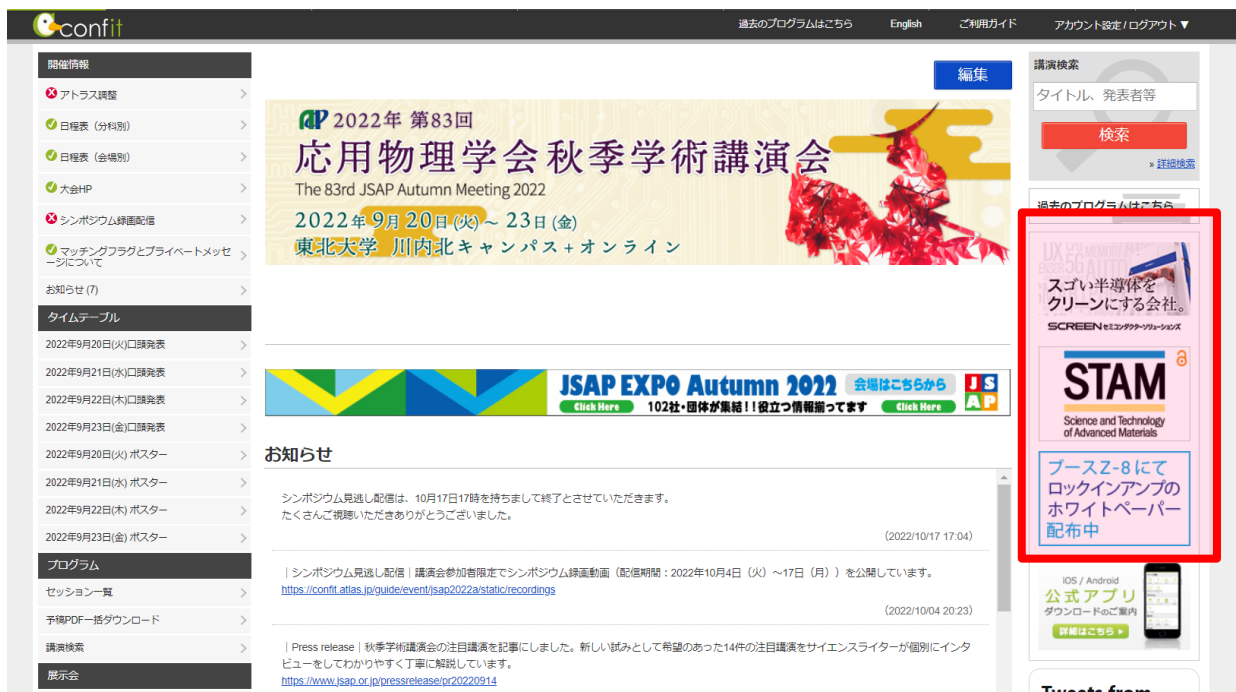 confit
過去のプログラムはこちら
English
ご利用ガイド
アカウント設定 / ログアウト ▼
開催情報
アトラス調整
日程表（分科別）
日程表（会場別）
大会HP
シンポジウム録画配信
マッチングフラグとプライベートメッセ
ージについて
お知らせ (7)
タイムテーブル
2022年9月20日(火)口頭発表
2022年9月21日(水)口頭発表
2022年9月22日(木)口頭発表
2022年9月23日(金)口頭発表
2022年9月20日(火) ポスター
2022年9月21日(水) ポスター
2022年9月22日(木) ポスター
2022年9月23日(金) ポスター
プログラム
セッション一覧
予稿PDF一括ダウンロード
講演検索
展示会
編集
2022年 第83回
応用物理学会秋季学術講演会
The 83rd JSAP Autumn Meeting 2022
2022年9月20日(火)～23日(金)
東北大学 川内北キャンパス+オンライン
JSAP EXPO Autumn 2022 会場はこちらから
Click Here 102社・団体が集結!!役立つ情報揃ってます Click Here
JSAP
お知らせ
シンポジウム見逃し配信は、10月17日17時を持ちまして終了とさせていただきます。
たくさんご視聴いただきありがとうございました。
(2022/10/17 17:04)
｜シンポジウム見逃し配信｜講演会参加者限定でシンポジウム録画動画（配信期間：2022年10月4日（火）～17日（月））を公開しています。
https://confit.atlas.jp/guide/event/jsap2022a/static/recordings
(2022/10/04 20:23)
｜Press release｜秋季学術講演会の注目講演を記事にしました。新しい試みとして希望のあった14件の注目講演をサイエンスライターが個別にインタ
ビューをしてわかりやすく丁寧に解説しています。
https://www.jsap.or.jp/pressrelease/pr20220914
講演検索
タイトル、発表者等
検索
» 詳細検索
過去のプログラムはこちら
スゴい半導体を
クリーンにする会社。
SCREEN セミコンダクターソリューションズ
STAM
Science and Technology
of Advanced Materials
ブースZ-8にて
ロックインアンプの
ホワイトペーパー
配布中
iOS / Android
公式アプリ
ダウンロードのご案内
詳細はこちら
Tweets from